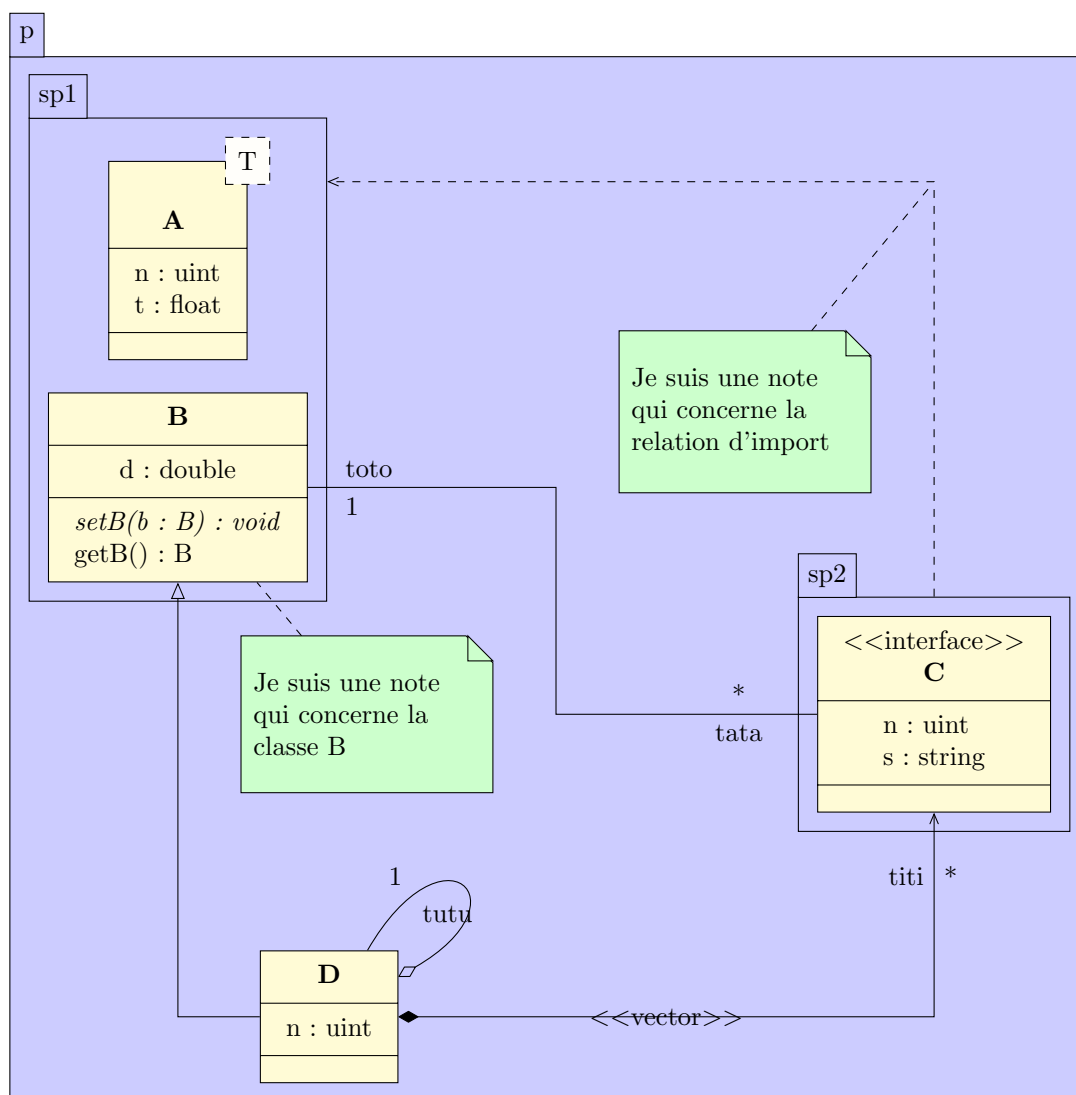 p
sp1
T
A
n : uint
t : float
B
d : double
setB(b : B) : void
getB() : B
toto
1
Je suis une note
qui concerne la
relation d'import
Je suis une note
qui concerne la
classe B
sp2
<<interface>>
C
n : uint
s : string
*
tata
titi *
1
tutu
D
n : uint
<<vector>>